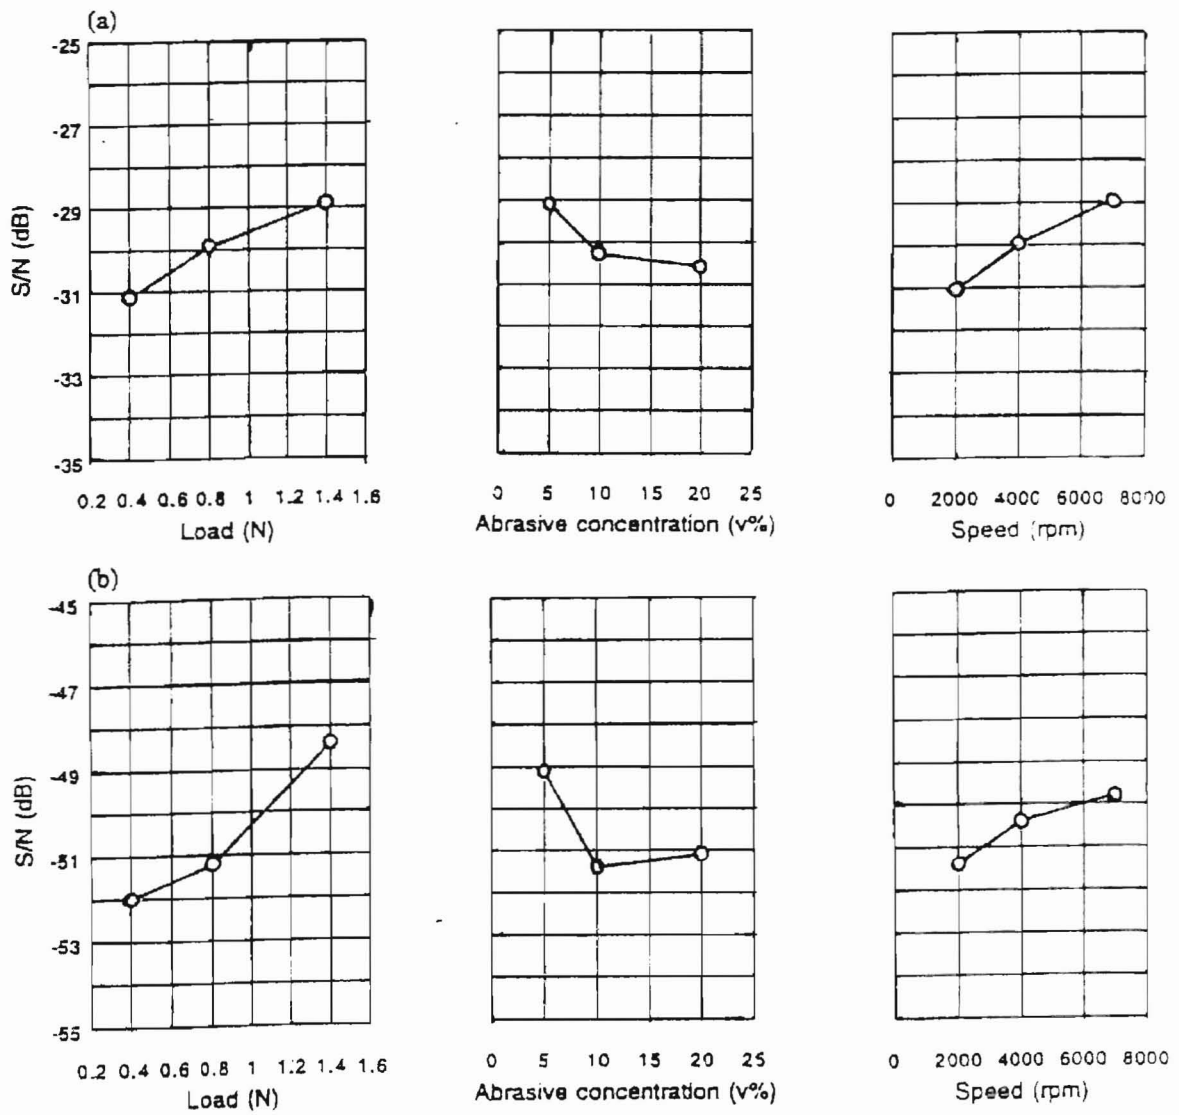 (a)
-25
-27
-29
-31
-33
-35
S/N (dB)
0.2 0.4 0.6 0.8 1 1.2 1.4 1.6
Load (N)
0 5 10 15 20 25
Abrasive concentration (v%)
0 2000 4000 6000 8000
Speed (rpm)
(b)
-45
-47
-49
-51
-53
-55
S/N (dB)
0.2 0.4 0.6 0.8 1 1.2 1.4 1.6
Load (N)
0 5 10 15 20 25
Abrasive concentration (v%)
0 2000 4000 6000 8000
Speed (rpm)